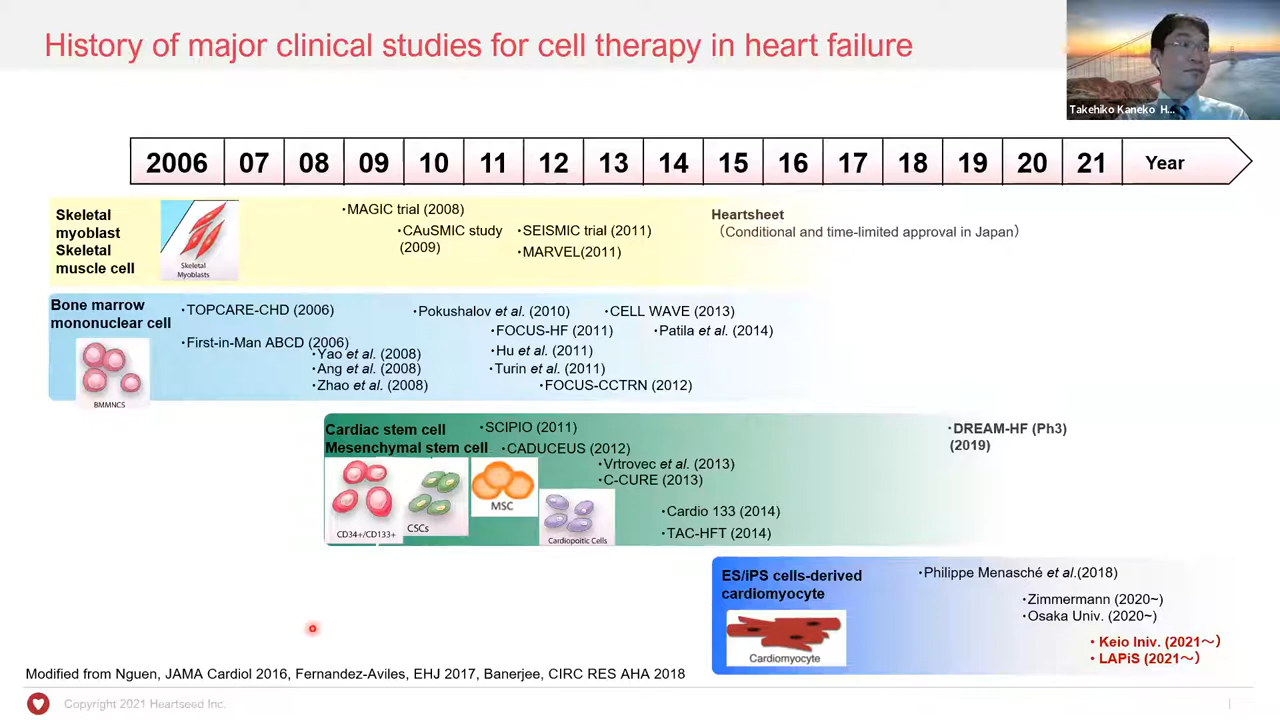 History of major clinical studies for cell therapy in heart failure
Takehiko Kaneko H...
2006 07 08 09 10 11 12 13 14 15 16 17 18 19 20 21 Year
Skeletal
myoblast
Skeletal
muscle cell
Skeletal
Myoblasts
・MAGIC trial (2008)
・CAuSMIC study
(2009)
・SEISMIC trial (2011)
・MARVEL(2011)
Heartsheet
（Conditional and time-limited approval in Japan）
Bone marrow
mononuclear cell
BMMNCS
・TOPCARE-CHD (2006)
・First-in-Man ABCD (2006)
・Yao et al. (2008)
・Ang et al. (2008)
・Zhao et al. (2008)
・Pokushalov et al. (2010)
・FOCUS-HF (2011)
・Hu et al. (2011)
・Turin et al. (2011)
・FOCUS-CCTRN (2012)
・CELL WAVE (2013)
・Patila et al. (2014)
Cardiac stem cell
Mesenchymal stem cell
CD34+/CD133+
CSCs
MSC
Cardiopoitic Cells
・SCIPIO (2011)
・CADUCEUS (2012)
・Vrtrovec et al. (2013)
・C-CURE (2013)
・Cardio 133 (2014)
・TAC-HFT (2014)
・DREAM-HF (Ph3)
(2019)
ES/iPS cells-derived
cardiomyocyte
Cardiomyocyte
・Philippe Menasché et al.(2018)
・Zimmermann (2020~)
・Osaka Univ. (2020~)
・Keio Iniv. (2021～)
・LAPiS (2021～)
Modified from Nguen, JAMA Cardiol 2016, Fernandez-Aviles, EHJ 2017, Banerjee, CIRC RES AHA 2018
Copyright 2021 Heartseed Inc.